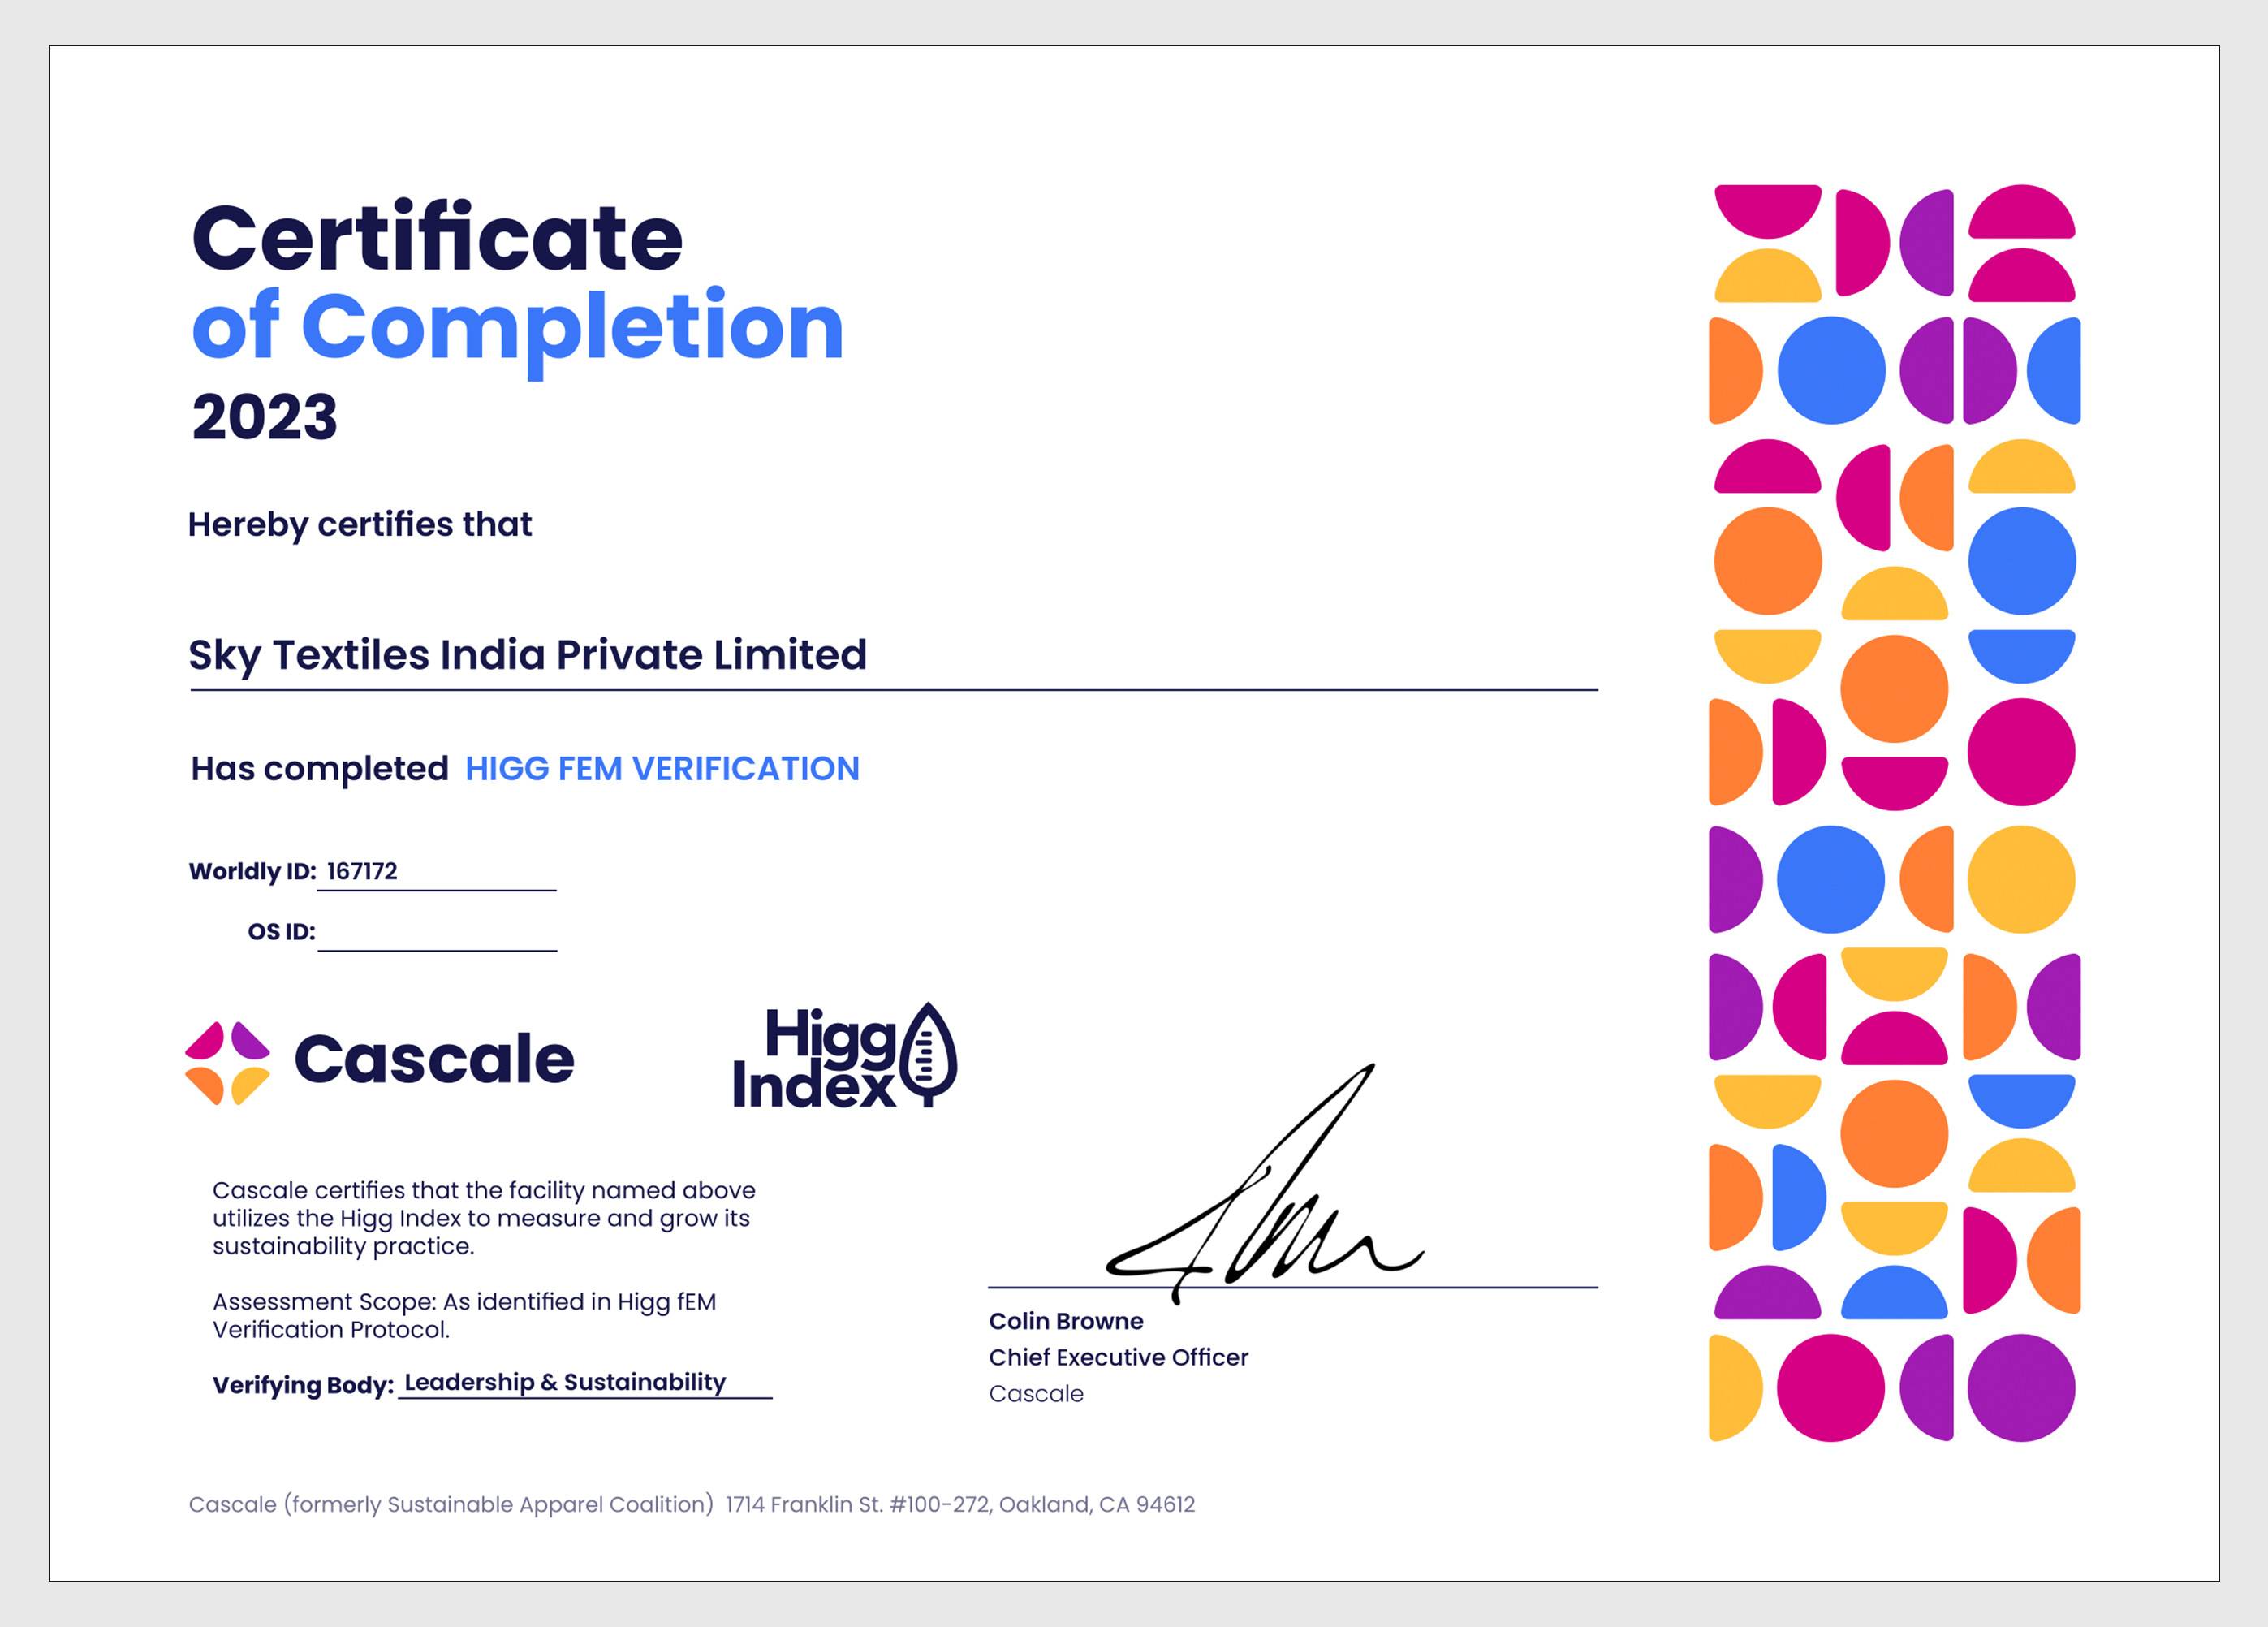 Certificate
of Completion
2023
Hereby certifies that
Sky Textiles India Private Limited
Has completed HIGG FEM VERIFICATION
Worldly ID: 167172
OS ID:
Cascale
Higg
Index
Cascale certifies that the facility named above
utilizes the Higg Index to measure and grow its
sustainability practice.
Assessment Scope: As identified in Higg fEM
Verification Protocol.
Verifying Body: Leadership & Sustainability
Colin Browne
Chief Executive Officer
Cascale
Cascale (formerly Sustainable Apparel Coalition) 1714 Franklin St. #100-272, Oakland, CA 94612